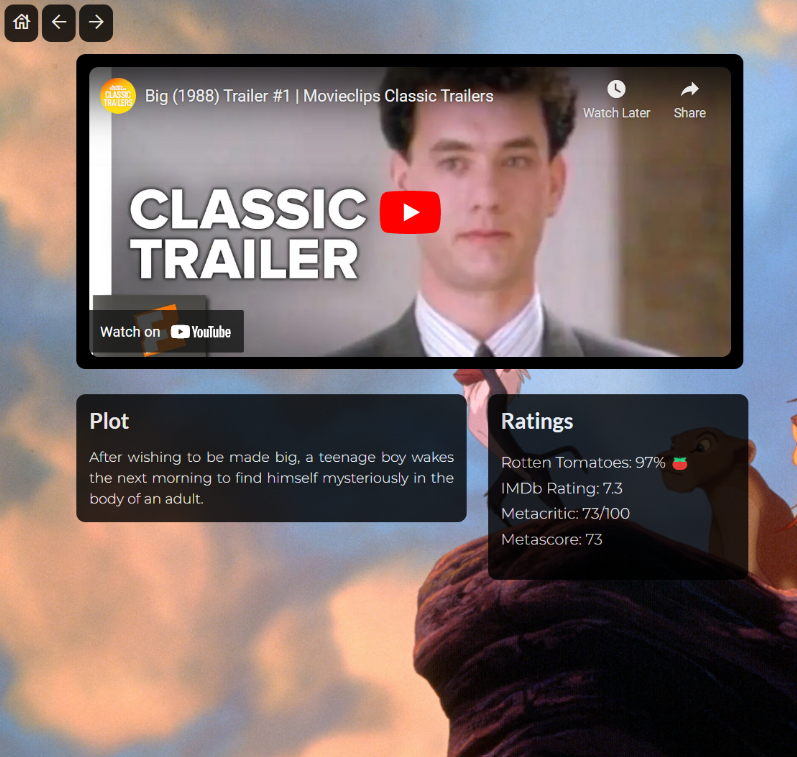 CLASSIC TRAILERS
Big (1988) Trailer #1 | Movieclips Classic Trailers
Watch Later
Share
CLASSIC
TRAILER
Watch on YouTube
Plot
After wishing to be made big, a teenage boy wakes
the next morning to find himself mysteriously in the
body of an adult.
Ratings
Rotten Tomatoes: 97%
IMDb Rating: 7.3
Metacritic: 73/100
Metascore: 73